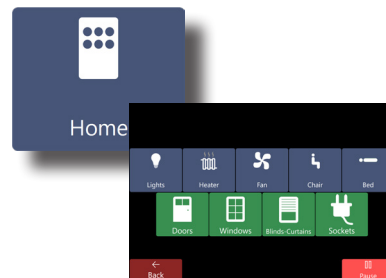 Home
Lights Heater Fan Chair Bed
Doors Windows Blinds-Curtains Sockets
Back Pause